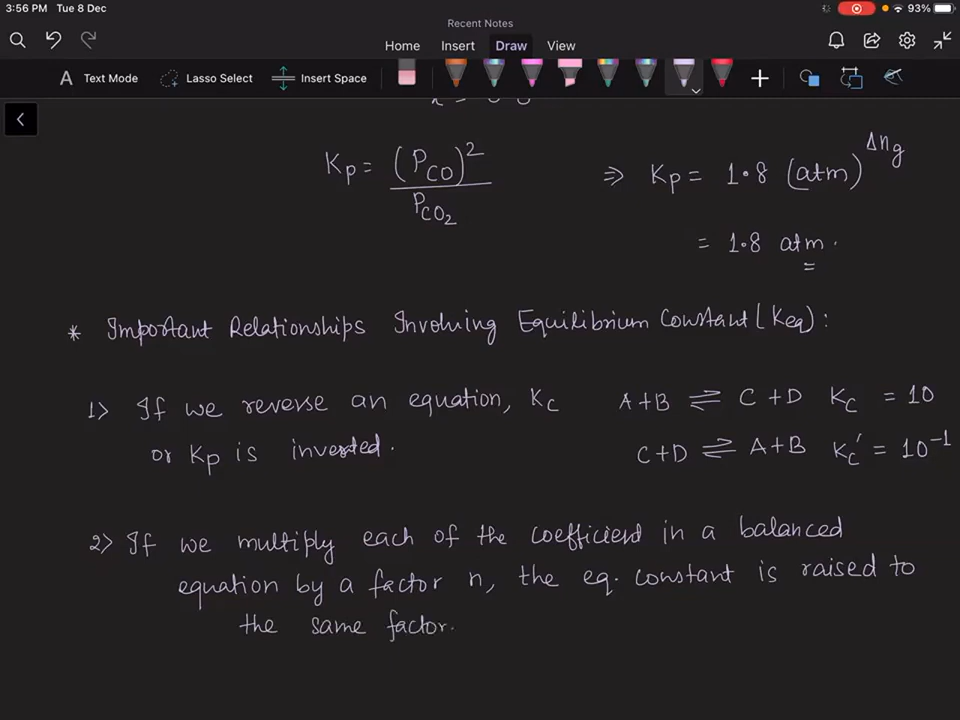 3:56 PM Tue 8 Dec
93%
Recent Notes
Home Insert Draw View
Text Mode Lasso Select Insert Space
Kp = (P_CO)² / P_CO₂ ⇒ Kp = 1.8 (atm)^Δng
= 1.8 atm.
* Important Relationships Involving Equilibrium Constant (Keq):
1> If we reverse an equation, Kc
or Kp is inverted.
A+B ⇌ C+D Kc = 10
C+D ⇌ A+B Kc' = 10⁻¹
2> If we multiply each of the coefficient in a balanced
equation by a factor n, the eq. constant is raised to
the same factor.